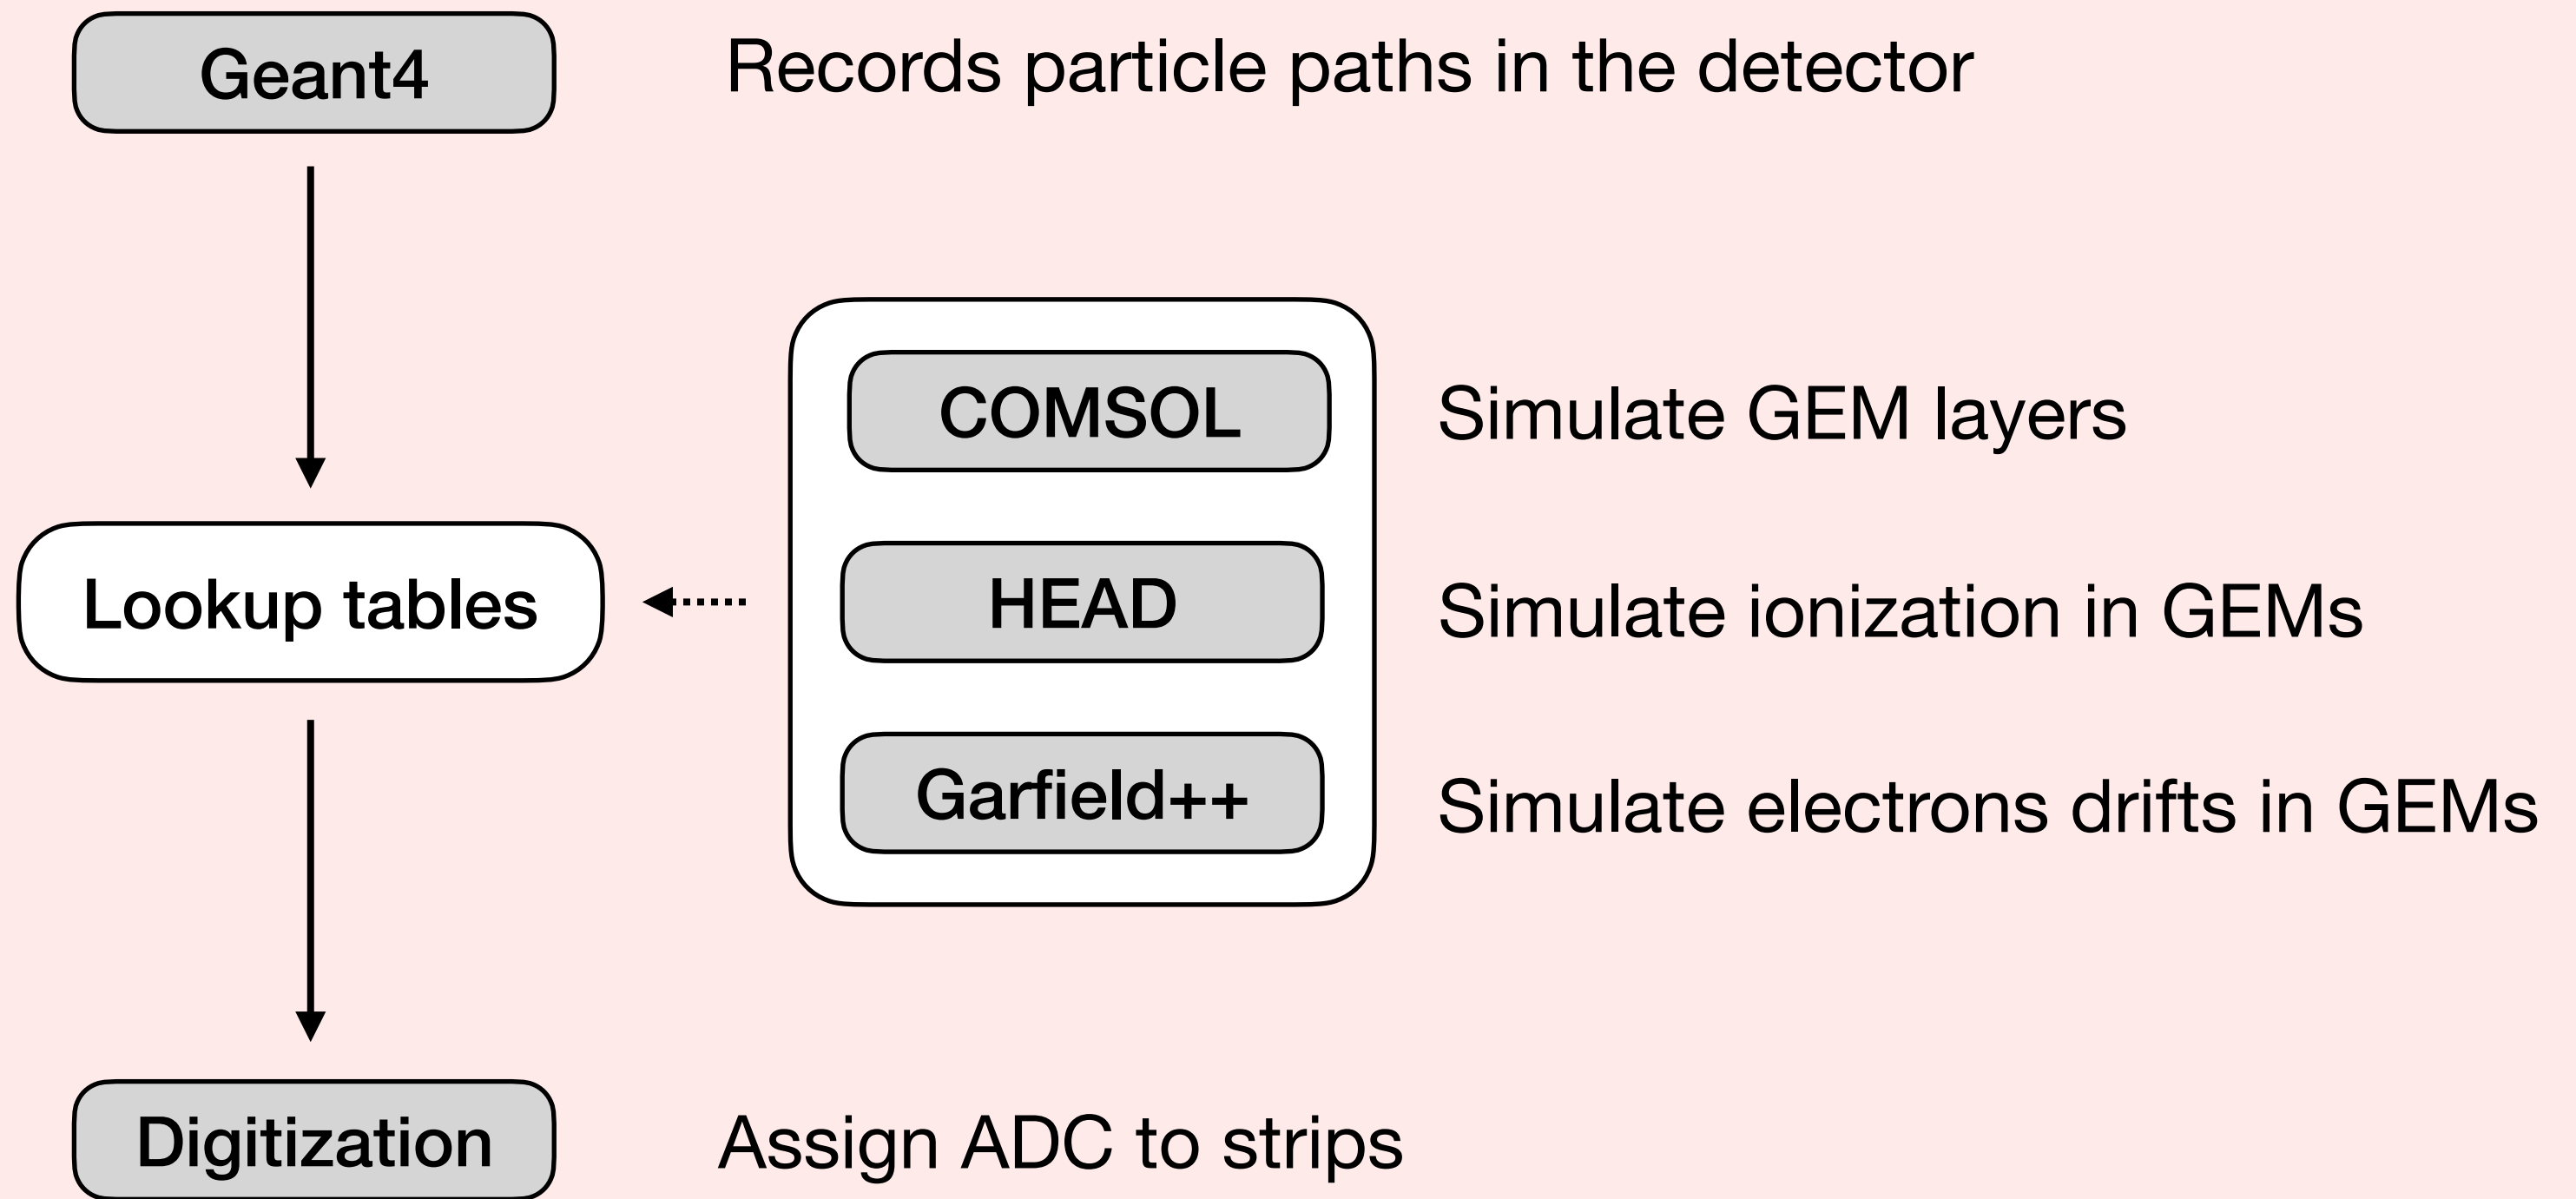 Geant4
Records particle paths in the detector
COMSOL
Simulate GEM layers
Lookup tables
HEAD
Simulate ionization in GEMs
Garfield++
Simulate electrons drifts in GEMs
Digitization
Assign ADC to strips